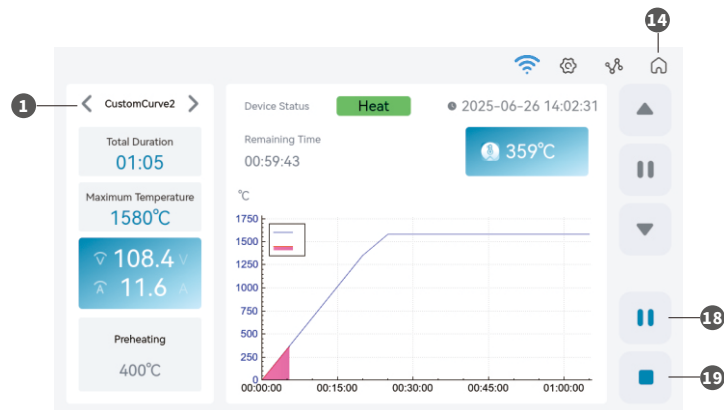 14
1
CustomCurve2
Device Status
Heat
2025-06-26 14:02:31
Total Duration
01:05
Remaining Time
00:59:43
359℃
Maximum Temperature
1580℃
108.4 V
11.6 A
Preheating
400℃
℃
1750
1500
1250
1000
750
500
250
0
00:00:00
00:15:00
00:30:00
00:45:00
01:00:00
18
19